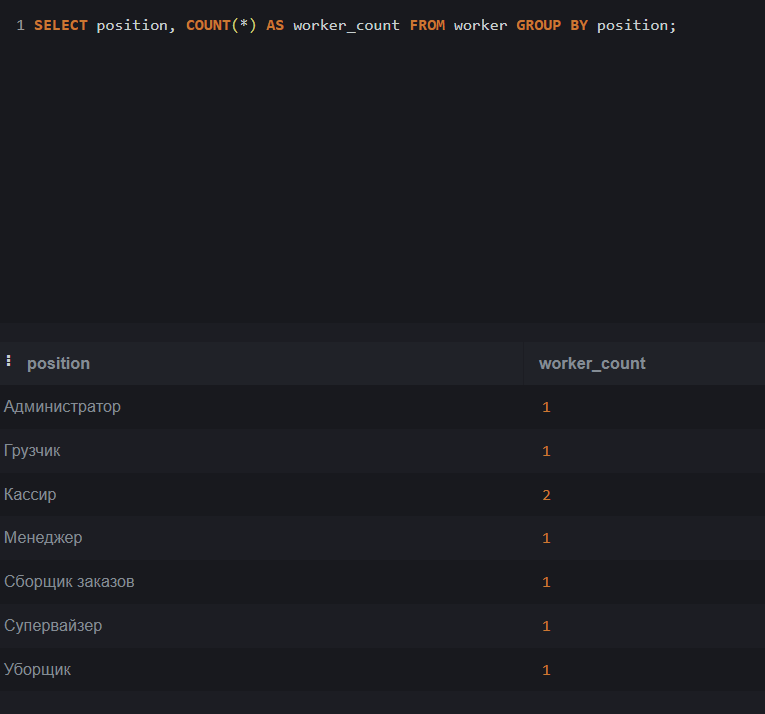 1 SELECT position, COUNT(*) AS worker_count FROM worker GROUP BY position;
position worker_count
Администратор 1
Грузчик 1
Кассир 2
Менеджер 1
Сборщик заказов 1
Супервайзер 1
Уборщик 1